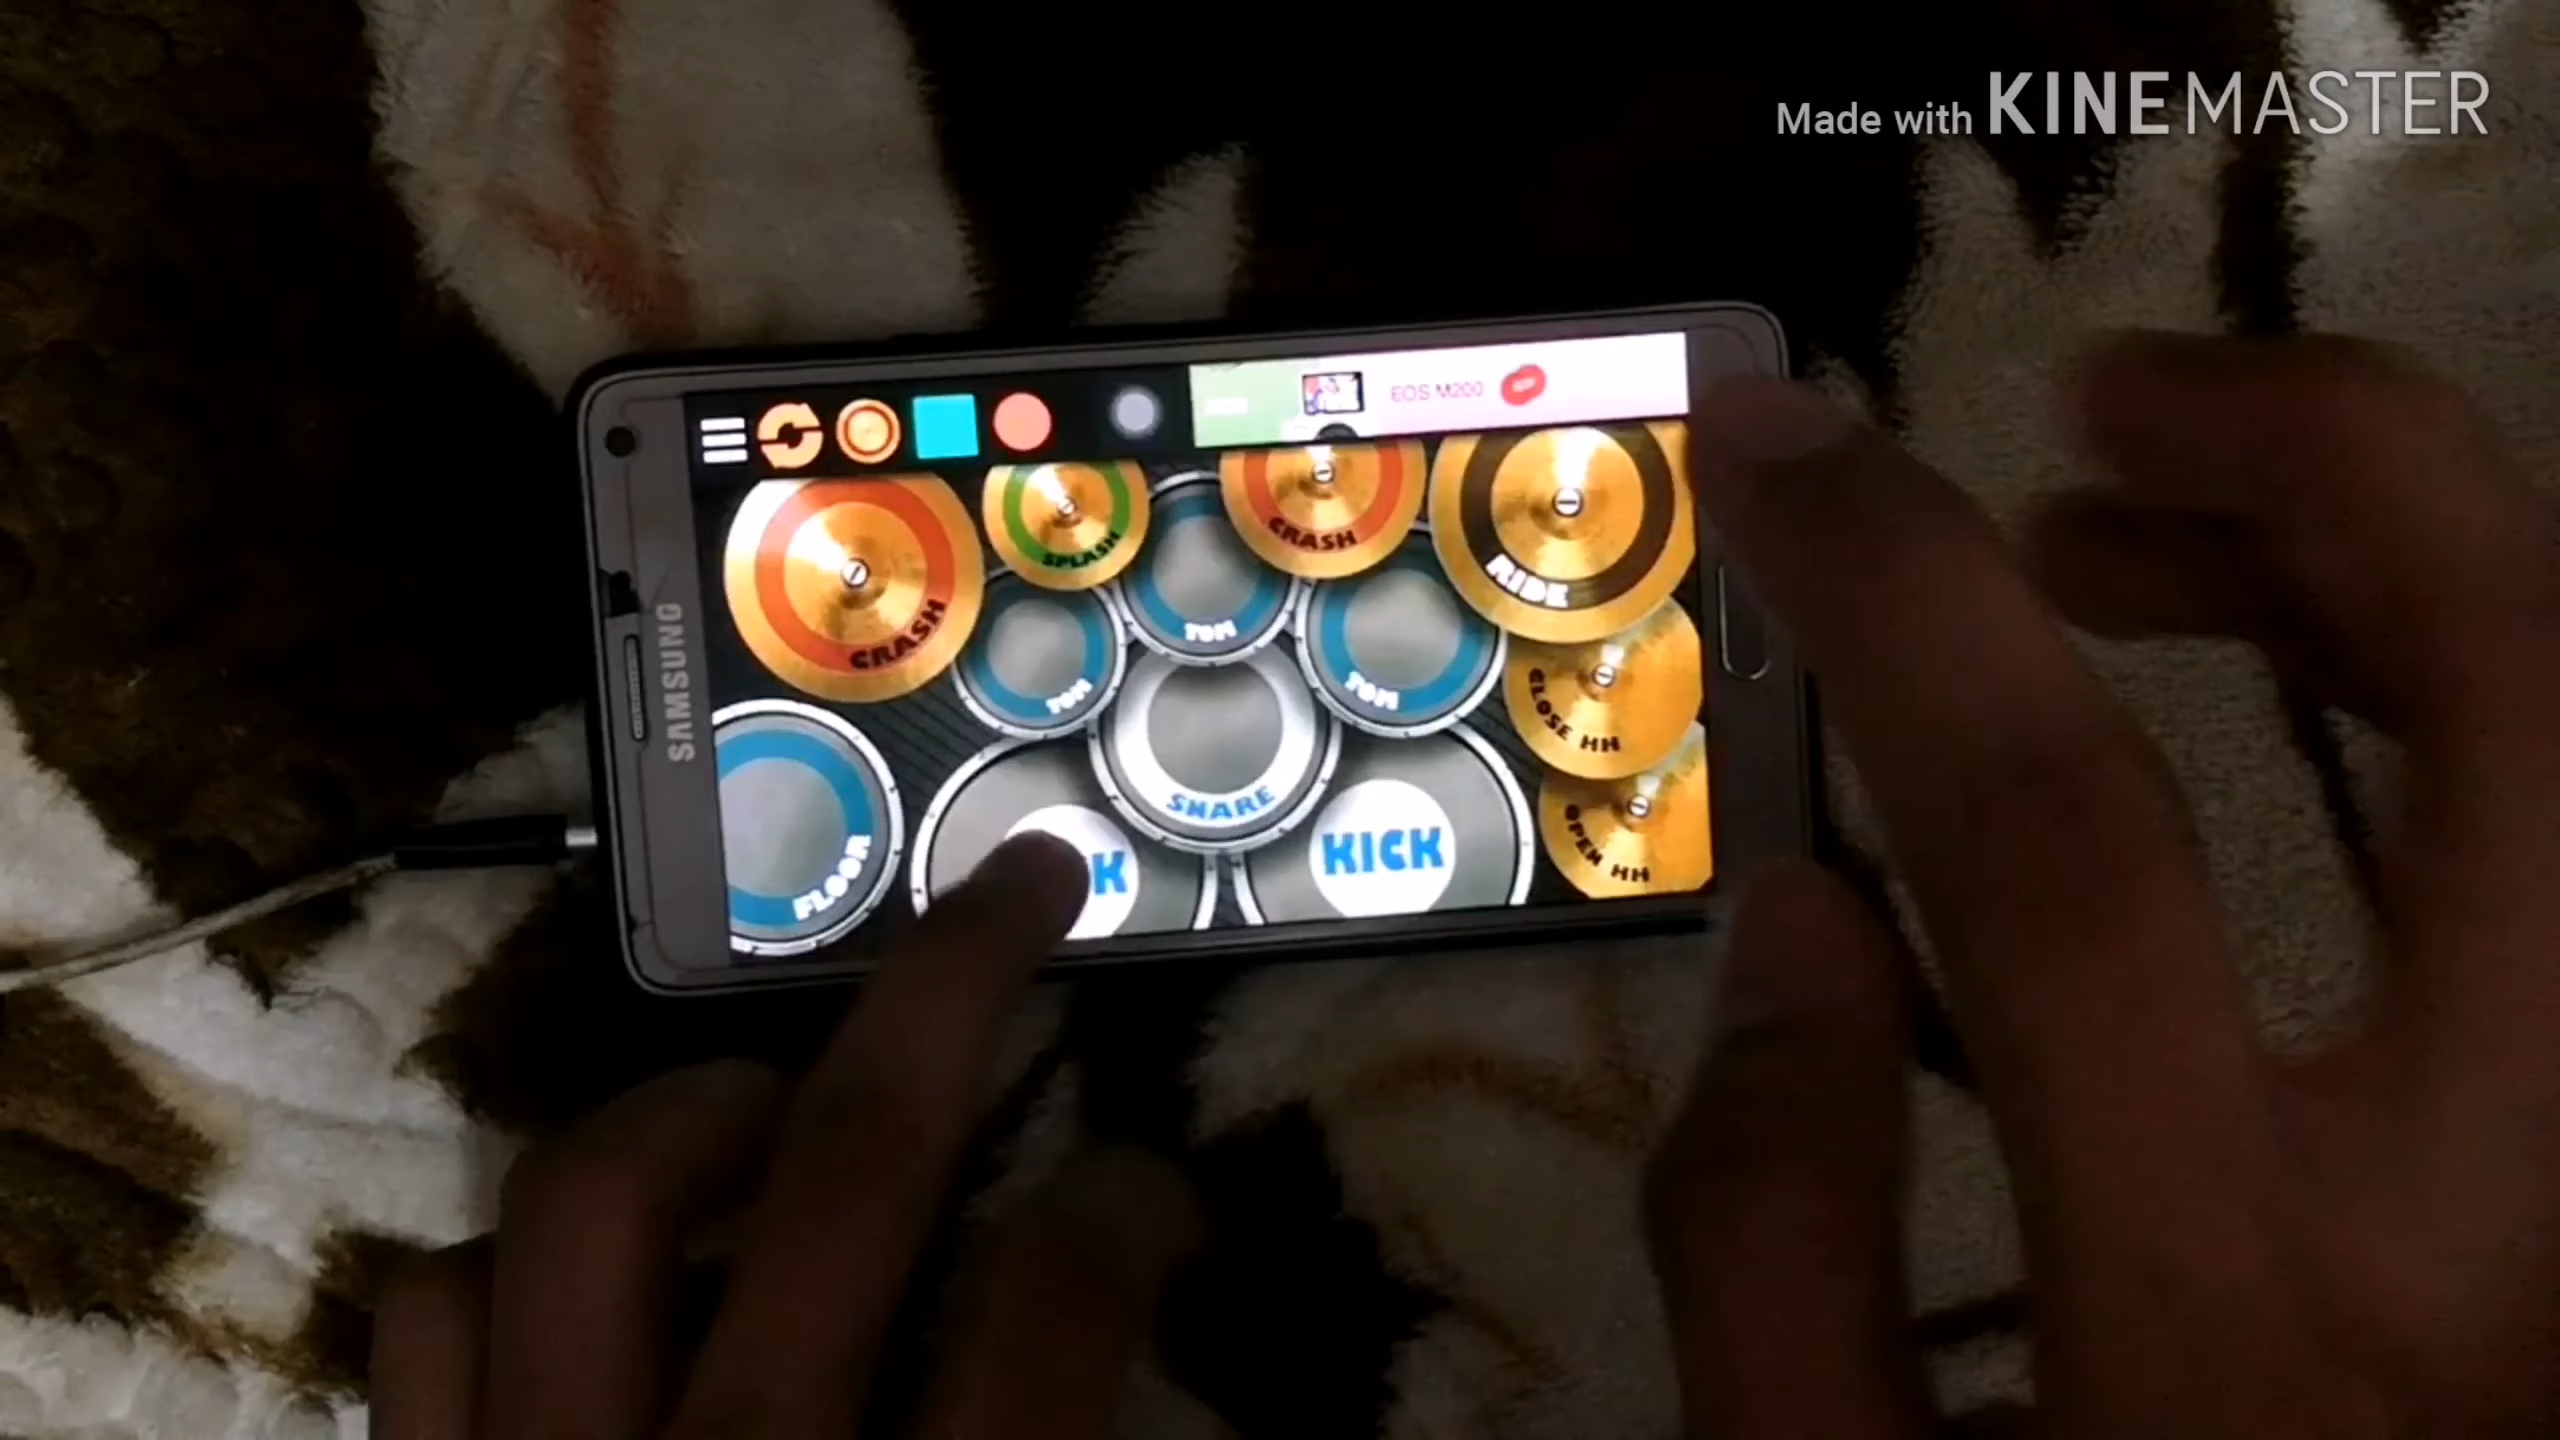 Made with KINEMASTER
EOS M200
SAMSUNG
CRASH
SPLASH
CRASH
RIDE
TOM
TOM
TOM
CLOSE HH
SNARE
FLOOR
KICK
OPEN HH